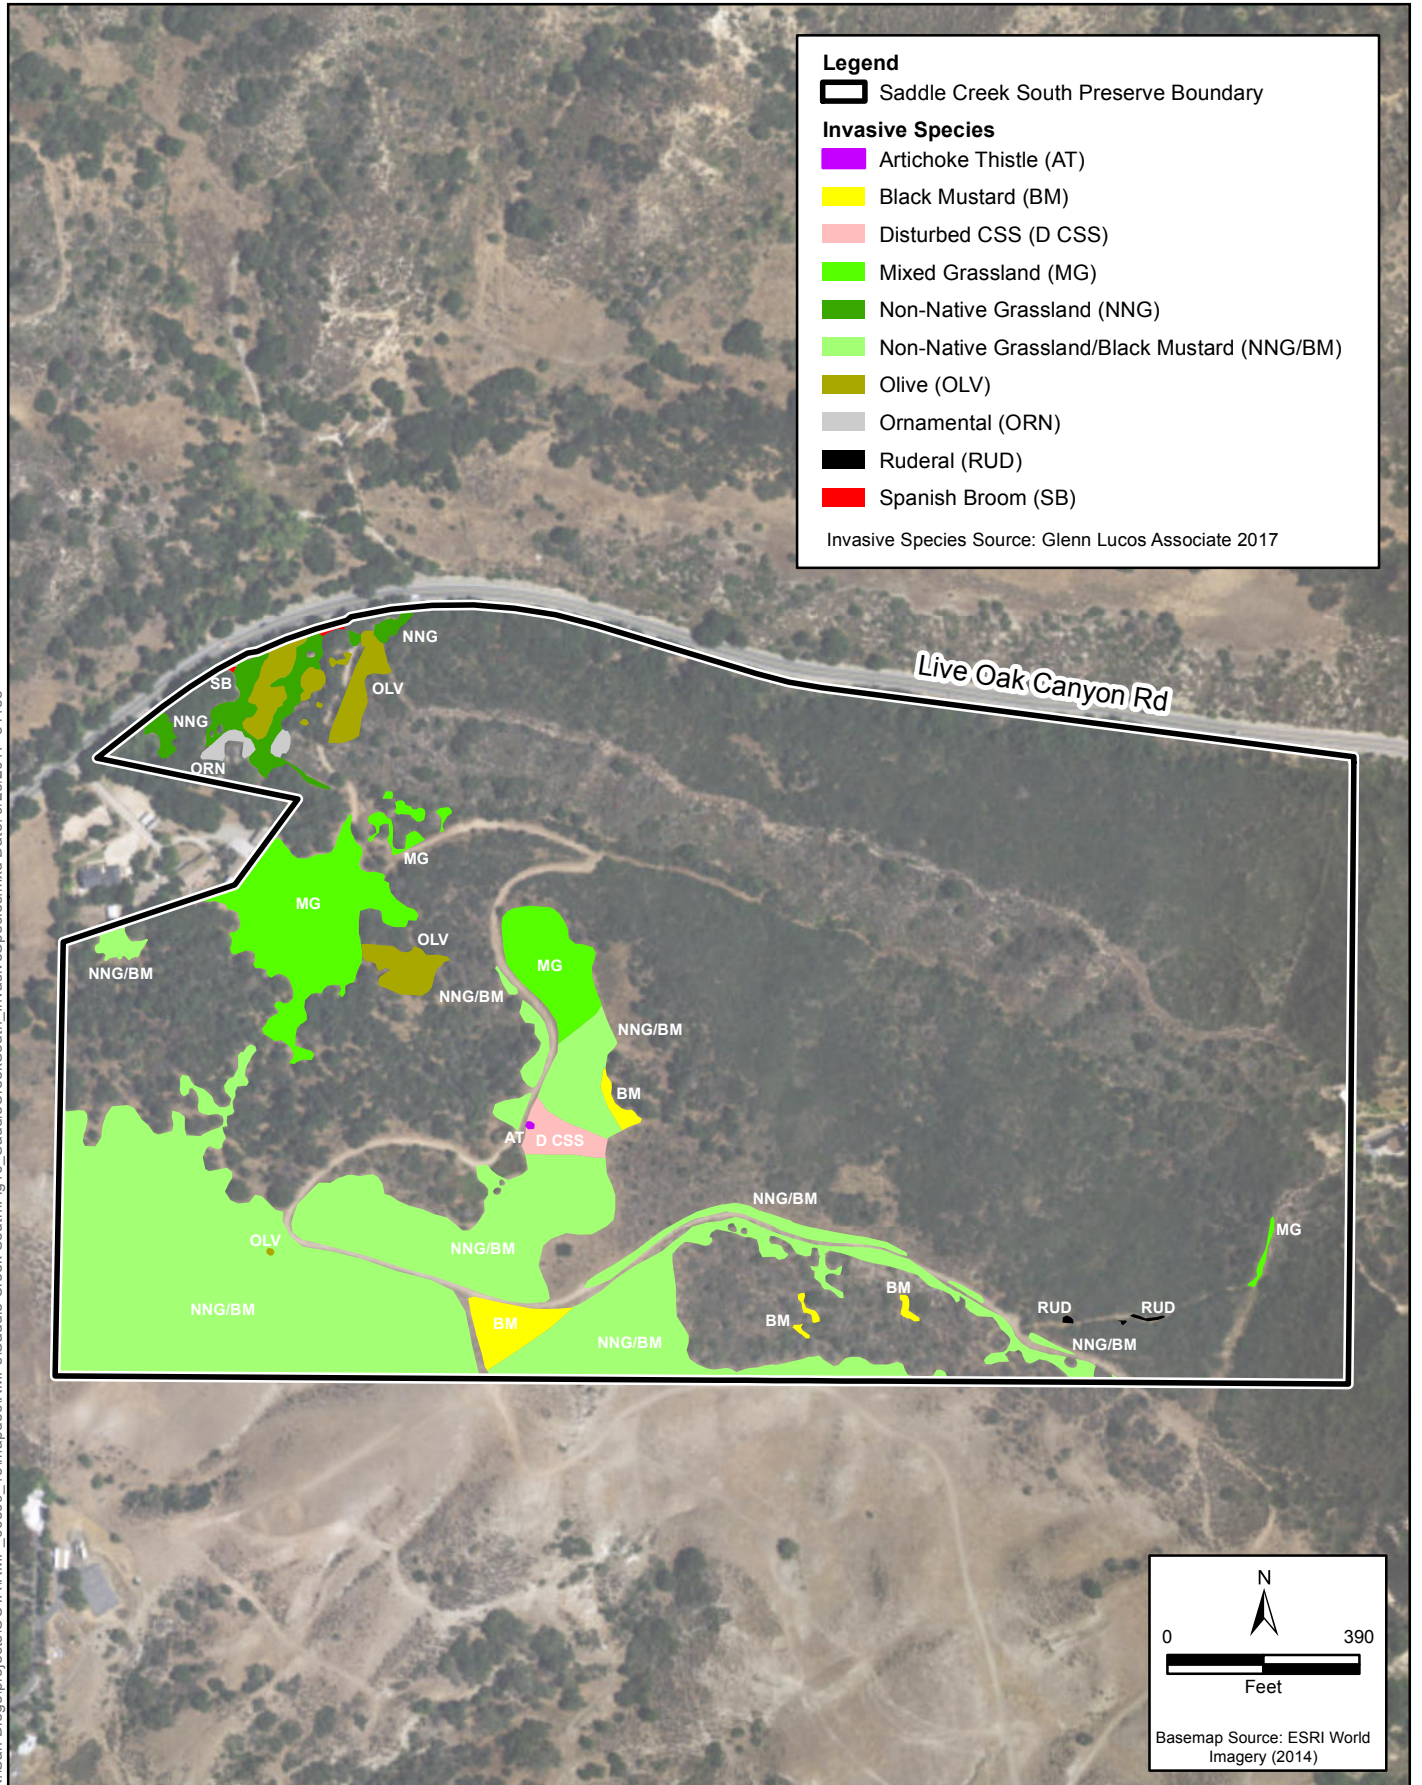 Legend
Saddle Creek South Preserve Boundary
Invasive Species
Artichoke Thistle (AT)
Black Mustard (BM)
Disturbed CSS (D CSS)
Mixed Grassland (MG)
Non-Native Grassland (NNG)
Non-Native Grassland/Black Mustard (NNG/BM)
Olive (OLV)
Ornamental (ORN)
Ruderal (RUD)
Spanish Broom (SB)
Invasive Species Source: Glenn Lucos Associate 2017
Live Oak Canyon Rd
NNG
SB
OLV
NNG
ORN
MG
MG
OLV
NNG/BM
MG
NNG/BM
NNG/BM
BM
AT
D CSS
NNG/BM
MG
OLV
NNG/BM
NNG/BM
BM
RUD
RUD
NNG/BM
BM
BM
NNG/BM
NNG/BM
N
0
390
Feet
Basemap Source: ESRI World
Imagery (2014)